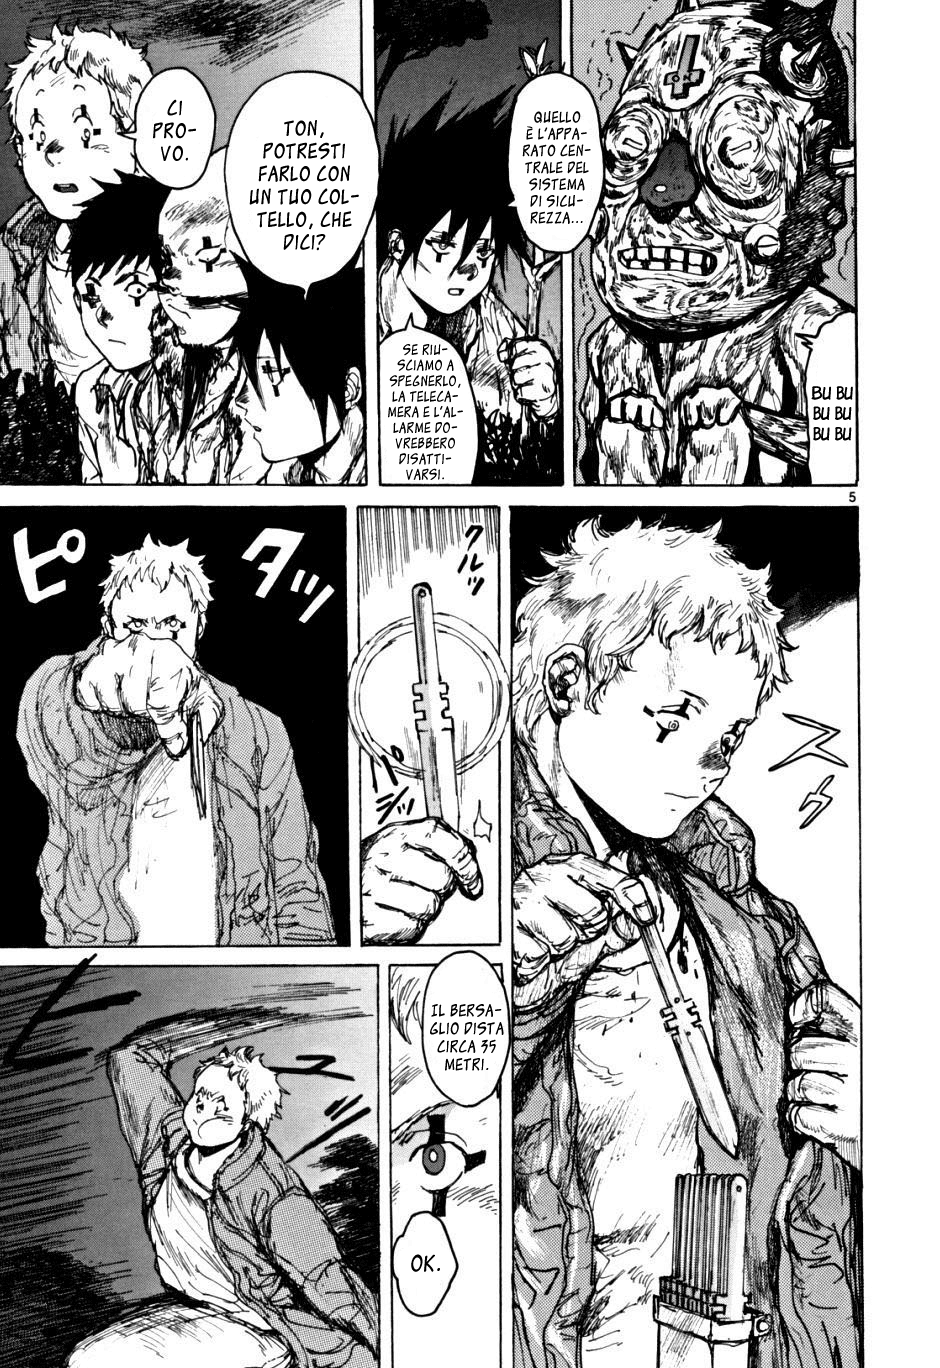 ON
QUELLO
È L'APPA-
RATO CEN-
TRALE DEL
SISTEMA
DI SICU-
REZZA...
BU BU
BU BU
BU BU
SE RIU-
SCIAMO A
SPEGNERLO,
LA TELECA-
MERA E L'AL-
LARME DO-
VREBBERO
DISATTI-
VARSI.
TON,
POTRESTI
FARLO CON
UN TUO COL-
TELLO, CHE
DICI?
CI
PRO-
VO.
5
スゥ
クルッ
パシッ
タッ
ピ
IL BERSA-
GLIO DISTA
CIRCA 35
METRI.
OK.